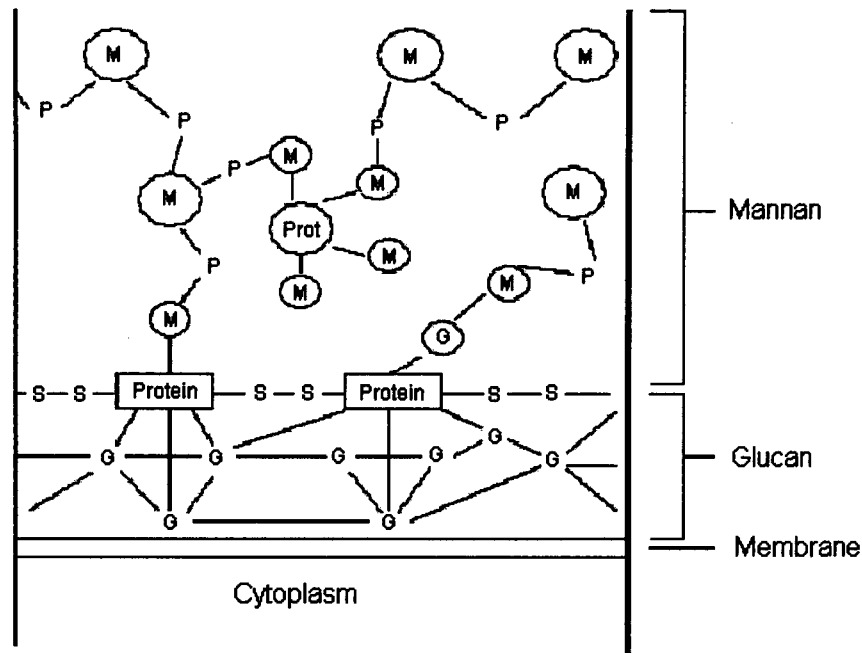 M M M
P P P P
P M
M M M
Prot
Mannan
P M P
M M
M
G
S S Protein S S Protein S S
G
G G G G G
Glucan
G G
Membrane
Cytoplasm